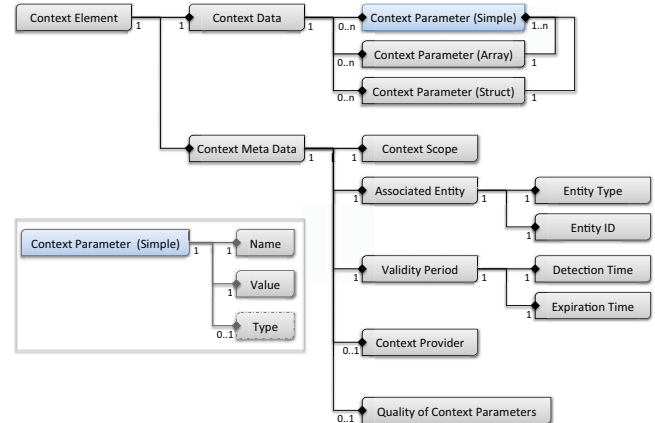 Context Element
1
1
Context Data
1
0..n
Context Parameter (Simple)
1..n
0..n
Context Parameter (Array)
1
0..n
Context Parameter (Struct)
1
Context Meta Data
1
1
Context Scope
1
Associated Entity
1
1
Entity Type
1
Entity ID
Context Parameter (Simple)
1
1
Name
1
Value
0..1
Type
1
Validity Period
1
1
Detection Time
1
Expiration Time
0..1
Context Provider
0..1
Quality of Context Parameters